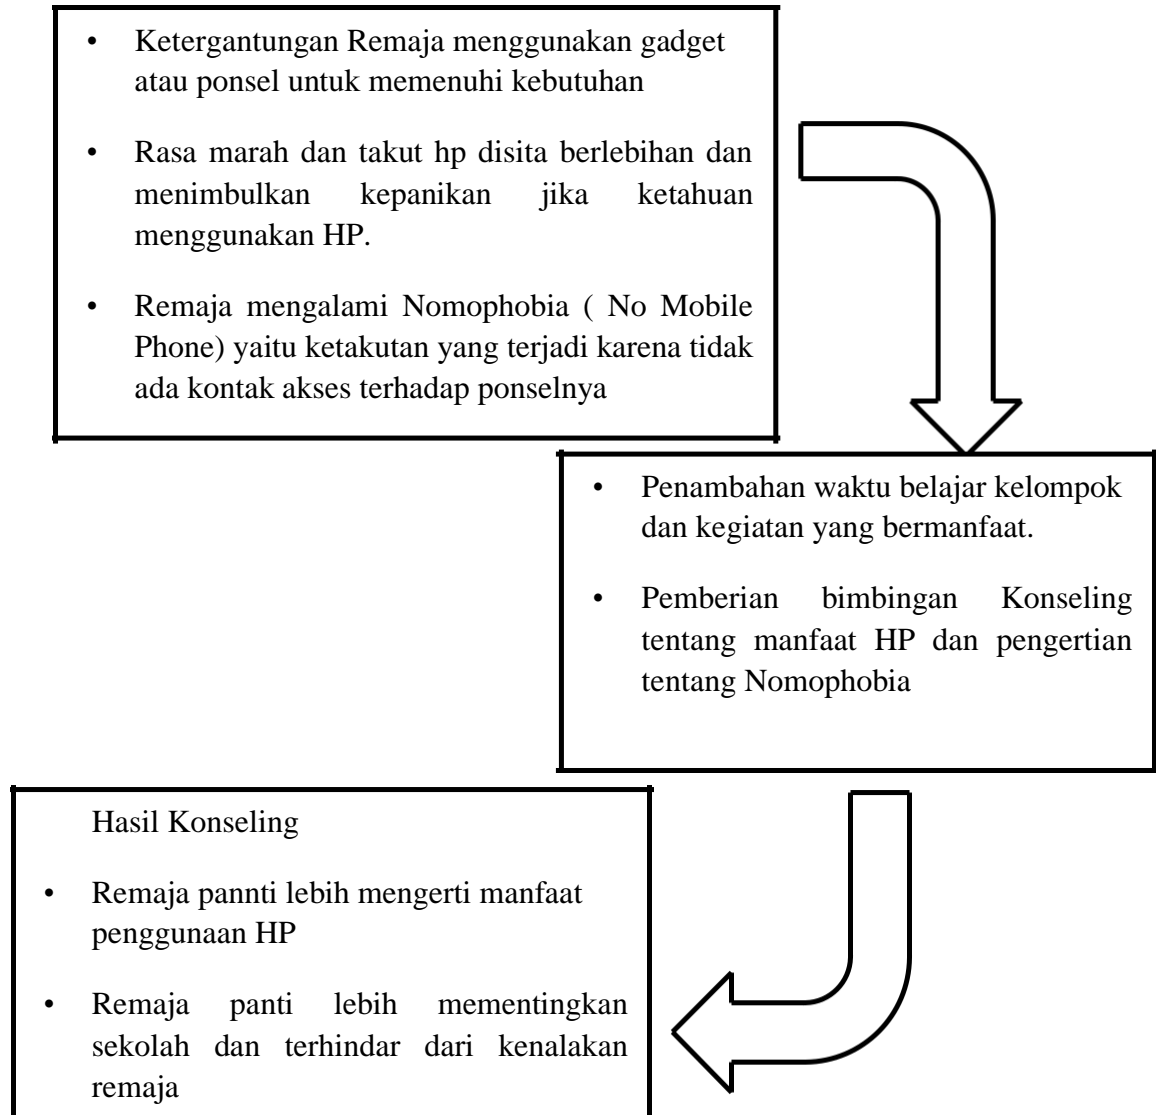 • Ketergantungan Remaja menggunakan gadget
atau ponsel untuk memenuhi kebutuhan
• Rasa marah dan takut hp disita berlebihan dan
menimbulkan kepanikan jika ketahuan
menggunakan HP.
• Remaja mengalami Nomophobia ( No Mobile
Phone) yaitu ketakutan yang terjadi karena tidak
ada kontak akses terhadap ponselnya
• Penambahan waktu belajar kelompok
dan kegiatan yang bermanfaat.
• Pemberian bimbingan Konseling
tentang manfaat HP dan pengertian
tentang Nomophobia
Hasil Konseling
• Remaja pannti lebih mengerti manfaat
penggunaan HP
• Remaja panti lebih mementingkan
sekolah dan terhindar dari kenalakan
remaja